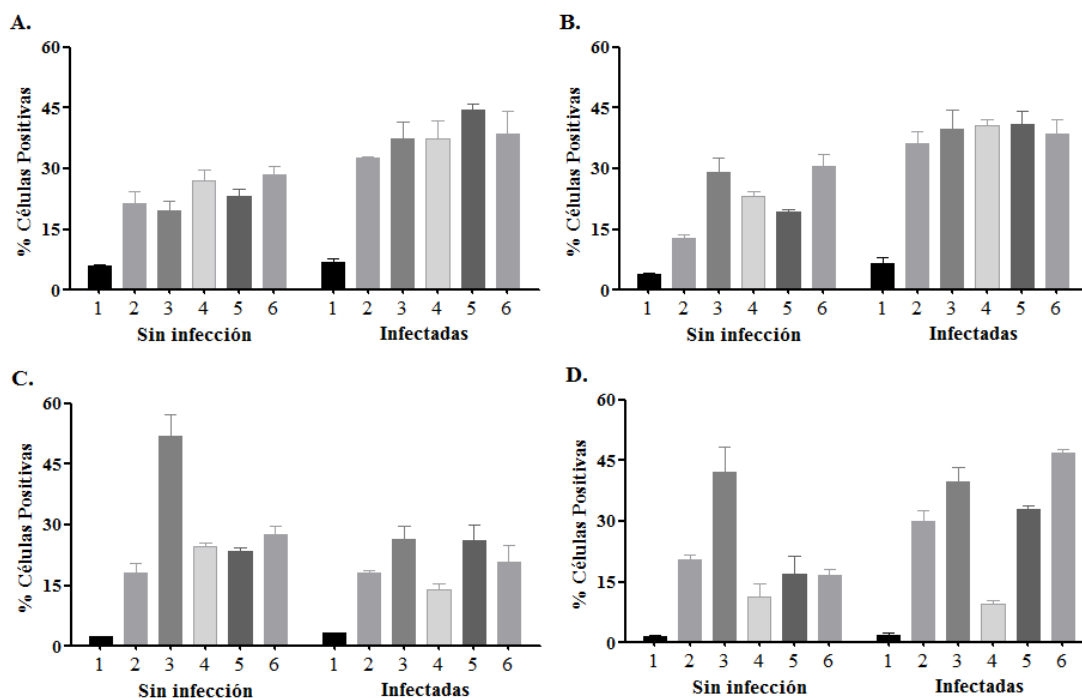 A.
% Células Positivas
60
45
30
15
0
1 2 3 4 5 6 1 2 3 4 5 6
Sin infección Infectadas
B.
% Células Positivas
60
45
30
15
0
1 2 3 4 5 6 1 2 3 4 5 6
Sin infección Infectadas
C.
% Células Positivas
60
45
30
15
0
1 2 3 4 5 6 1 2 3 4 5 6
Sin infección Infectadas
D.
% Células Positivas
60
45
30
15
0
1 2 3 4 5 6 1 2 3 4 5 6
Sin infección Infectadas